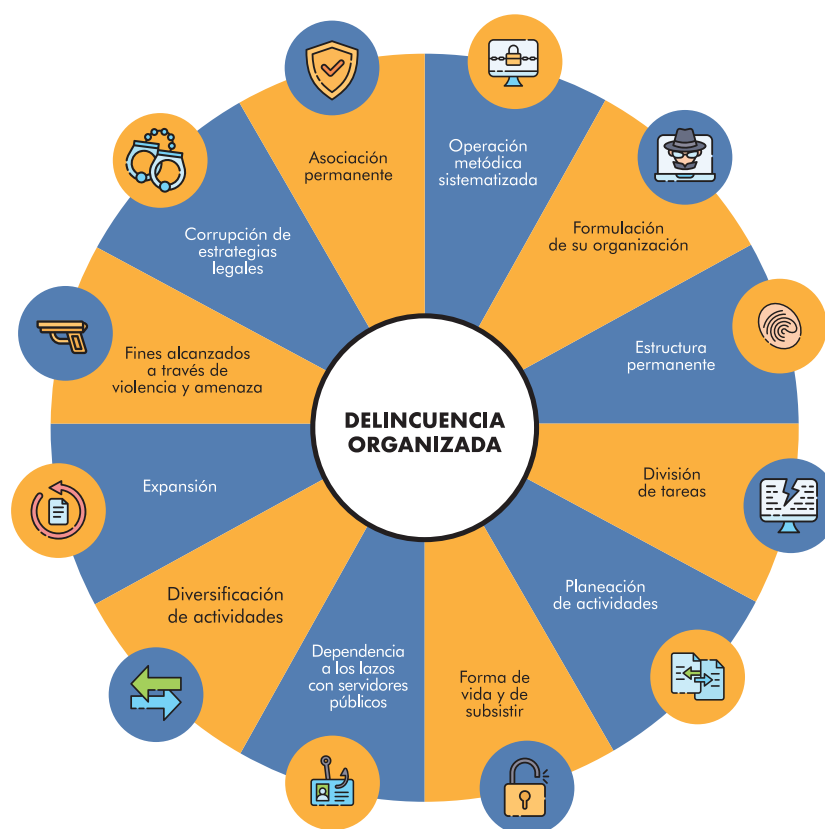 DELINCUENCIA
ORGANIZADA
Operación
metódica
sistematizada
Formulación
de su organización
Estructura
permanente
División
de tareas
Planeación
de actividades
Forma de
vida y de
subsistir
Dependencia
a los lazos
con servidores
públicos
Diversificación
de actividades
Expansión
Fines alcanzados
a través de
violencia y amenaza
Corrupción de
estrategias
legales
Asociación
permanente